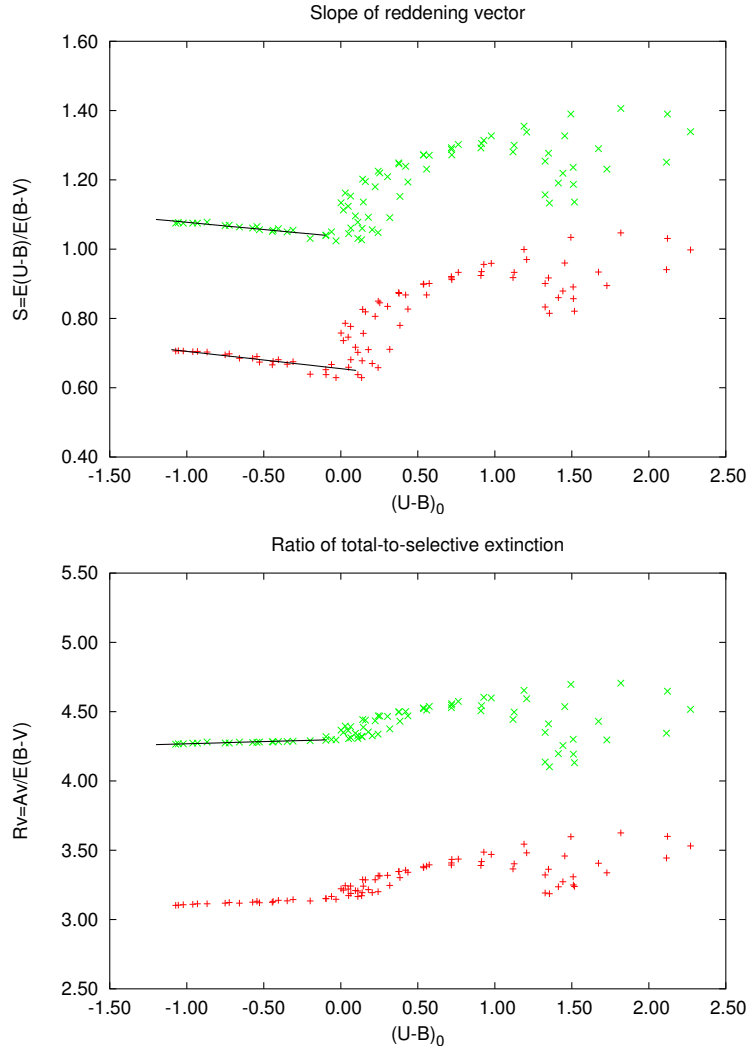 Slope of reddening vector
1.60
1.40
1.20
1.00
0.80
0.60
0.40
S=E(U-B)/E(B-V)
-1.50 -1.00 -0.50 0.00 0.50 1.00 1.50 2.00 2.50
(U-B)0
Ratio of total-to-selective extinction
5.50
5.00
4.50
4.00
3.50
3.00
2.50
Rv=Av/E(B-V)
-1.50 -1.00 -0.50 0.00 0.50 1.00 1.50 2.00 2.50
(U-B)0